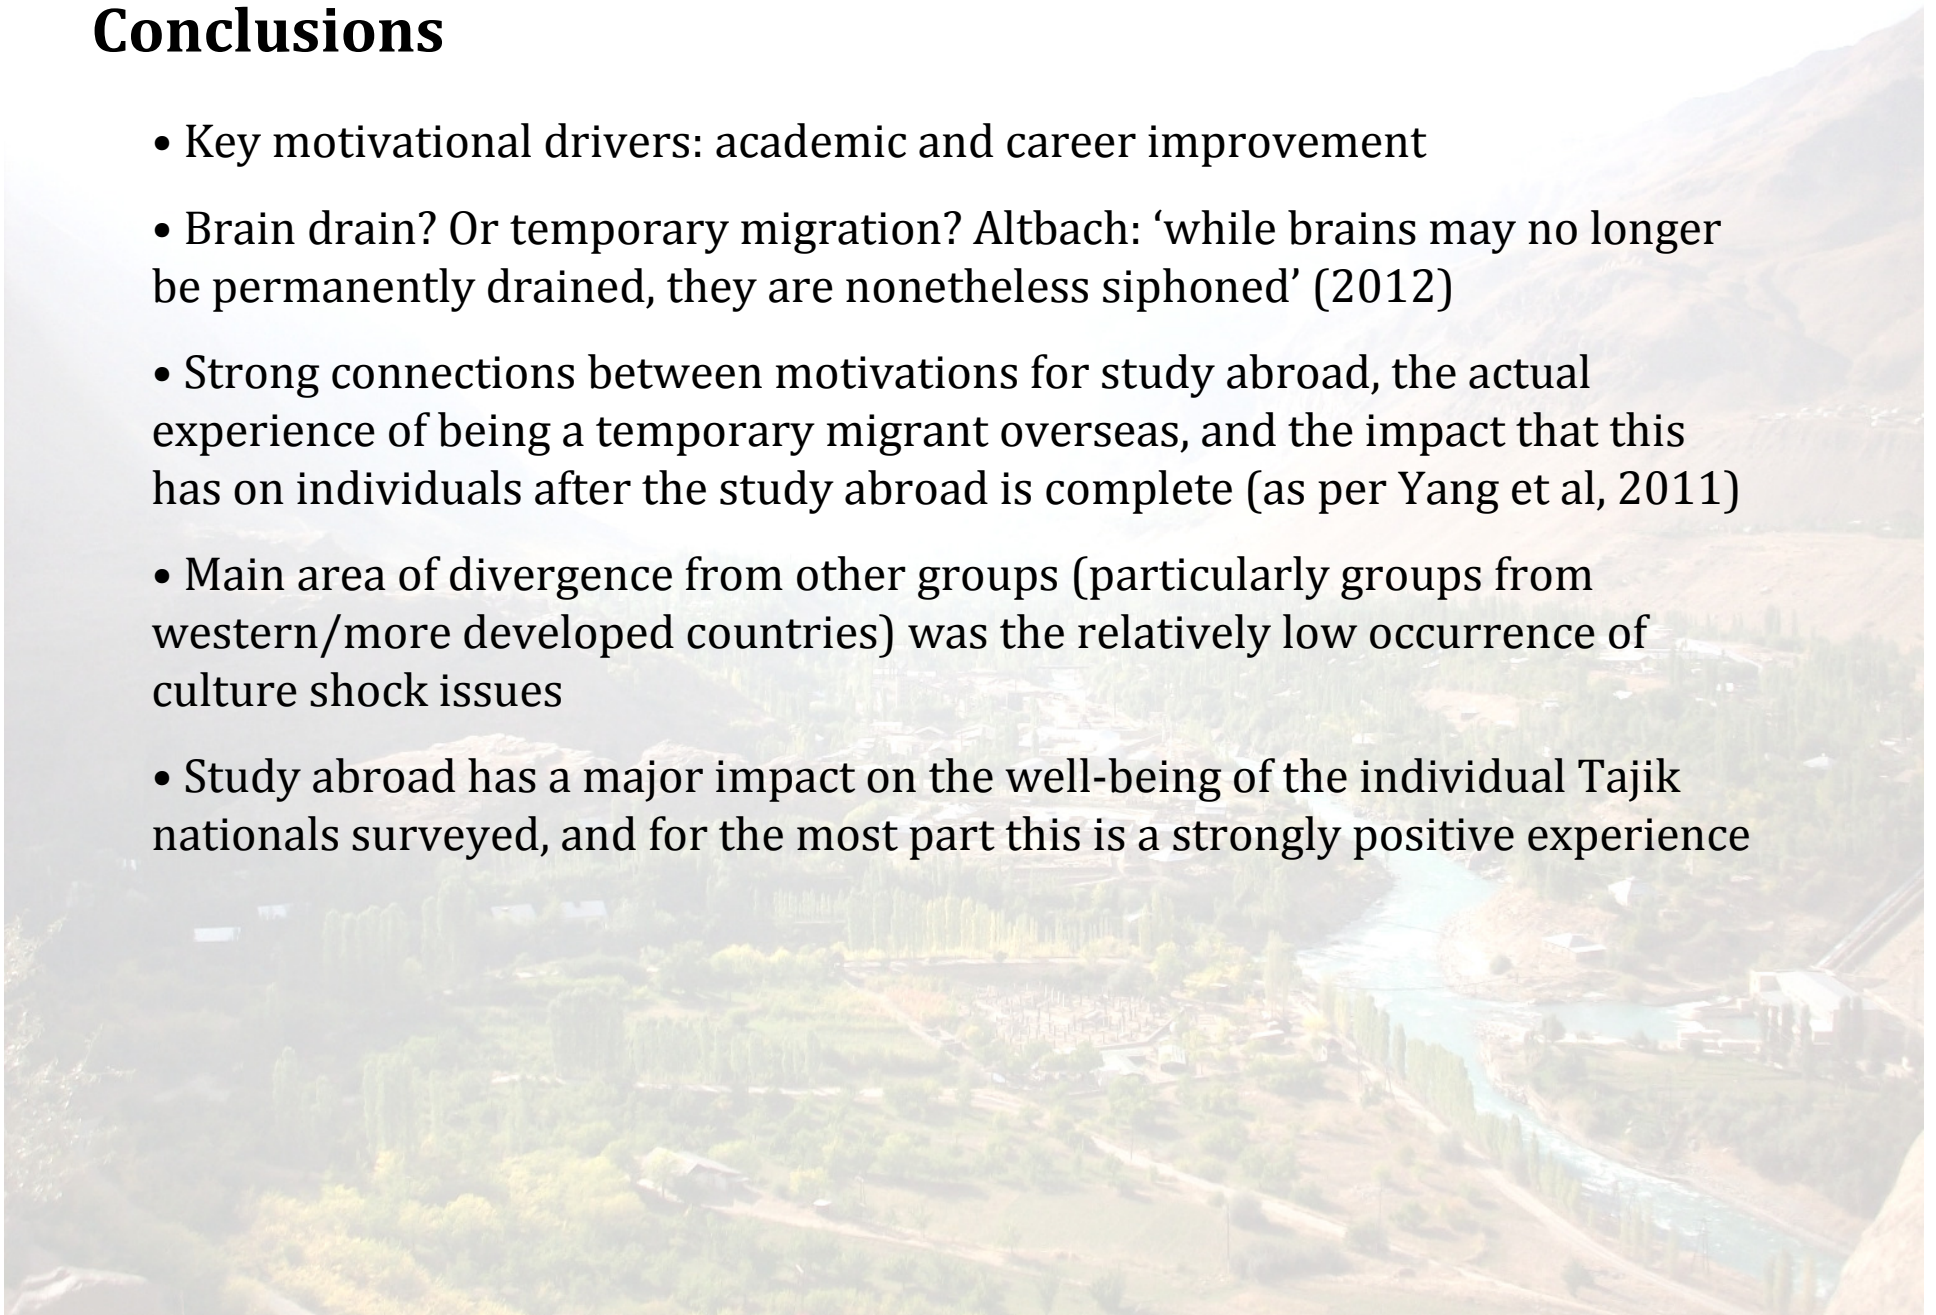 Conclusions
• Key motivational drivers: academic and career improvement
• Brain drain? Or temporary migration? Altbach: ‘while brains may no longer
be permanently drained, they are nonetheless siphoned’ (2012)
• Strong connections between motivations for study abroad, the actual
experience of being a temporary migrant overseas, and the impact that this
has on individuals after the study abroad is complete (as per Yang et al, 2011)
• Main area of divergence from other groups (particularly groups from
western/more developed countries) was the relatively low occurrence of
culture shock issues
• Study abroad has a major impact on the well-being of the individual Tajik
nationals surveyed, and for the most part this is a strongly positive experience